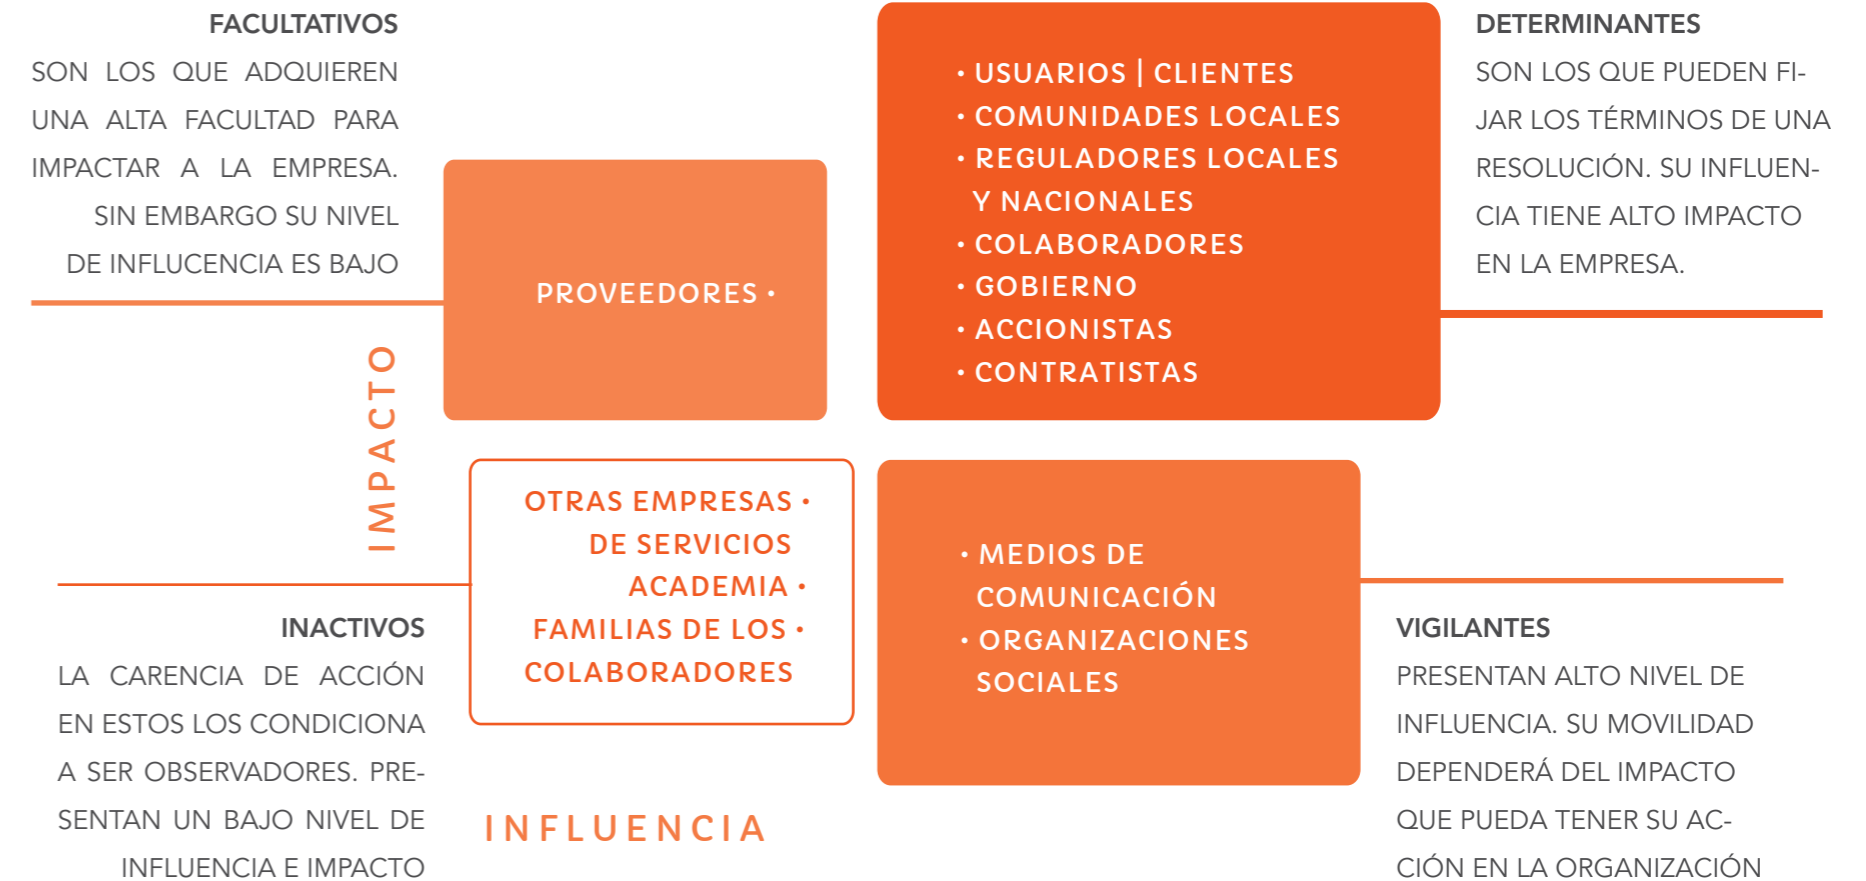 FACULTATIVOS
SON LOS QUE ADQUIEREN
UNA ALTA FACULTAD PARA
IMPACTAR A LA EMPRESA.
SIN EMBARGO SU NIVEL
DE INFLUCENCIA ES BAJO
PROVEEDORES •
• USUARIOS | CLIENTES
• COMUNIDADES LOCALES
• REGULADORES LOCALES
Y NACIONALES
• COLABORADORES
• GOBIERNO
• ACCIONISTAS
• CONTRATISTAS
DETERMINANTES
SON LOS QUE PUEDEN FI-
JAR LOS TÉRMINOS DE UNA
RESOLUCIÓN. SU INFLUEN-
CIA TIENE ALTO IMPACTO
EN LA EMPRESA.
IMPACTO
INACTIVOS
LA CARENCIA DE ACCIÓN
EN ESTOS LOS CONDICIONA
A SER OBSERVADORES. PRE-
SENTAN UN BAJO NIVEL DE
INFLUENCIA E IMPACTO
OTRAS EMPRESAS •
DE SERVICIOS
ACADEMIA •
FAMILIAS DE LOS •
COLABORADORES
• MEDIOS DE
COMUNICACIÓN
• ORGANIZACIONES
SOCIALES
VIGILANTES
PRESENTAN ALTO NIVEL DE
INFLUENCIA. SU MOVILIDAD
DEPENDERÁ DEL IMPACTO
QUE PUEDA TENER SU AC-
CIÓN EN LA ORGANIZACIÓN
INFLUENCIA